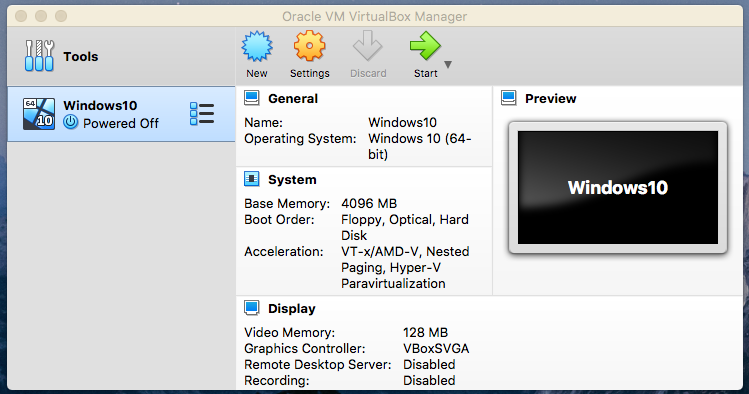 Oracle VM VirtualBox Manager
Tools
New
Settings
Discard
Start
64
10
Windows10
Powered Off
General
Name: Windows10
Operating System: Windows 10 (64-
bit)
Preview
Windows10
System
Base Memory: 4096 MB
Boot Order: Floppy, Optical, Hard
Disk
Acceleration: VT-x/AMD-V, Nested
Paging, Hyper-V
Paravirtualization
Display
Video Memory: 128 MB
Graphics Controller: VBoxSVGA
Remote Desktop Server: Disabled
Recording: Disabled